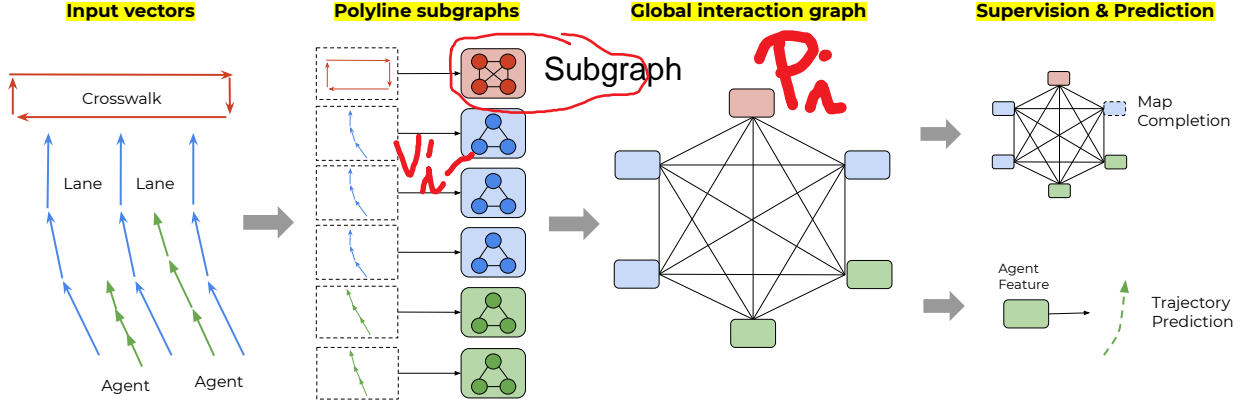 Input vectors
Polyline subgraphs
Global interaction graph
Supervision & Prediction
Crosswalk
Lane
Lane
Agent
Agent
Subgraph
Vi
Pi
Map
Completion
Agent
Feature
Trajectory
Prediction